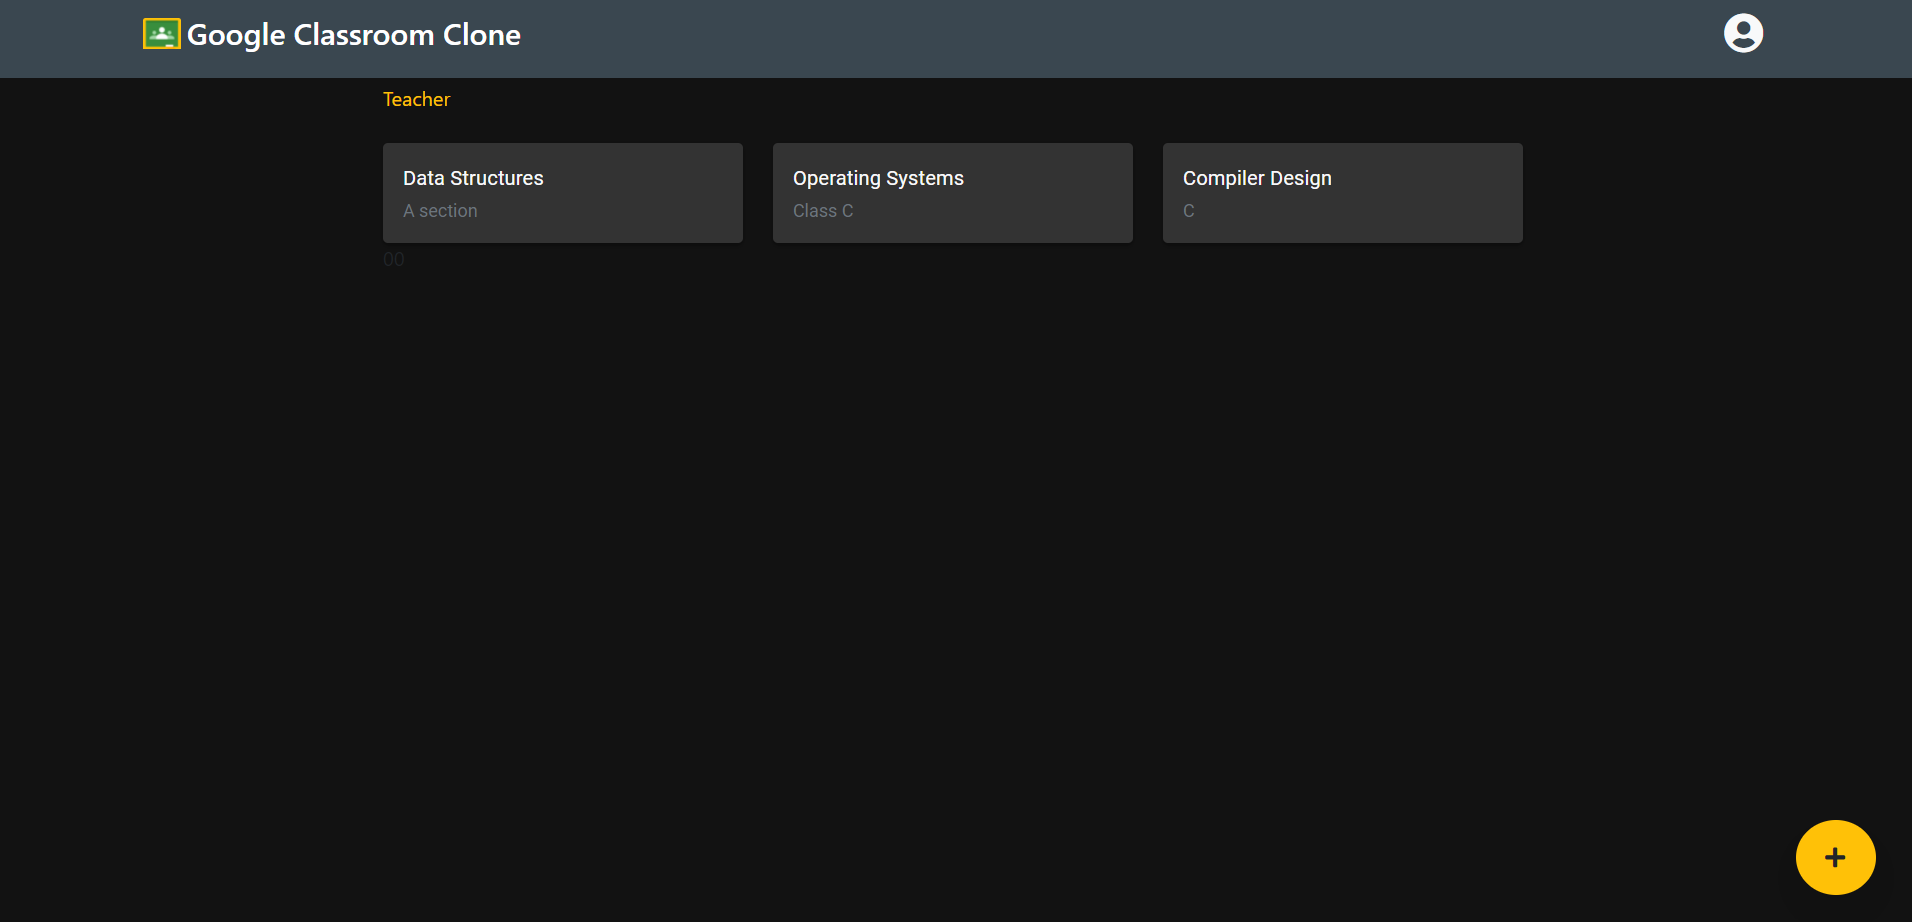 Google Classroom Clone
Teacher
Data Structures
A section
Operating Systems
Class C
Compiler Design
C
00
+